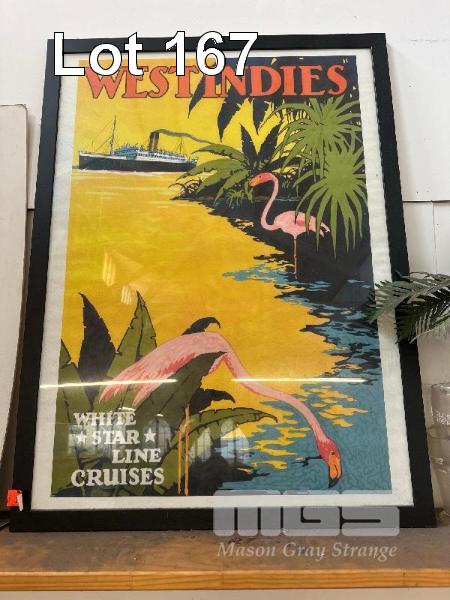 Lot 167
WEST INDIES
WHITE
★ STAR ★
LINE
CRUISES
MGS
Mason Gray Strange